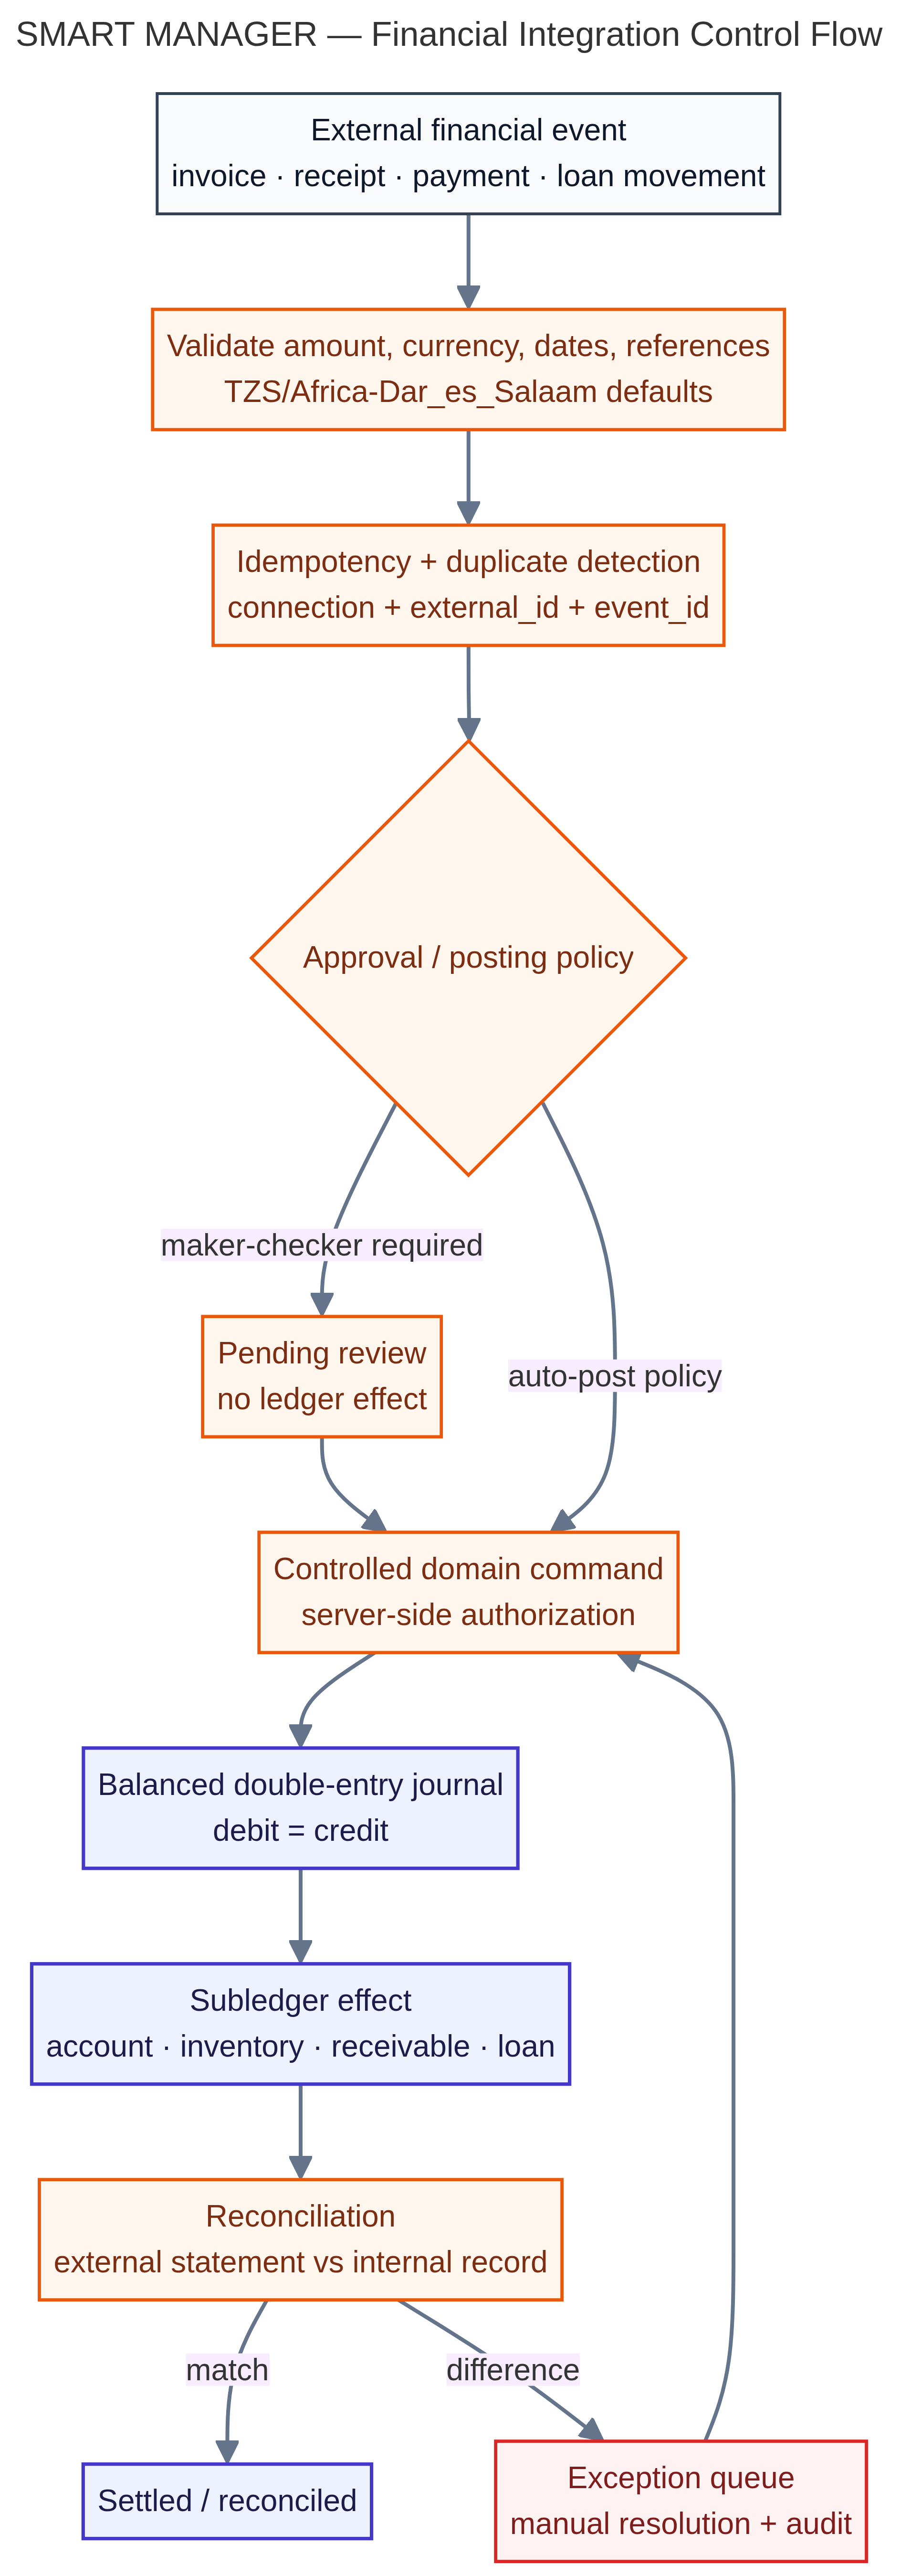 SMART MANAGER — Financial Integration Control Flow
External financial event
invoice · receipt · payment · loan movement
Validate amount, currency, dates, references
TZS/Africa-Dar_es_Salaam defaults
Idempotency + duplicate detection
connection + external_id + event_id
Approval / posting policy
maker-checker required
Pending review
no ledger effect
auto-post policy
Controlled domain command
server-side authorization
Balanced double-entry journal
debit = credit
Subledger effect
account · inventory · receivable · loan
Reconciliation
external statement vs internal record
match
difference
Settled / reconciled
Exception queue
manual resolution + audit